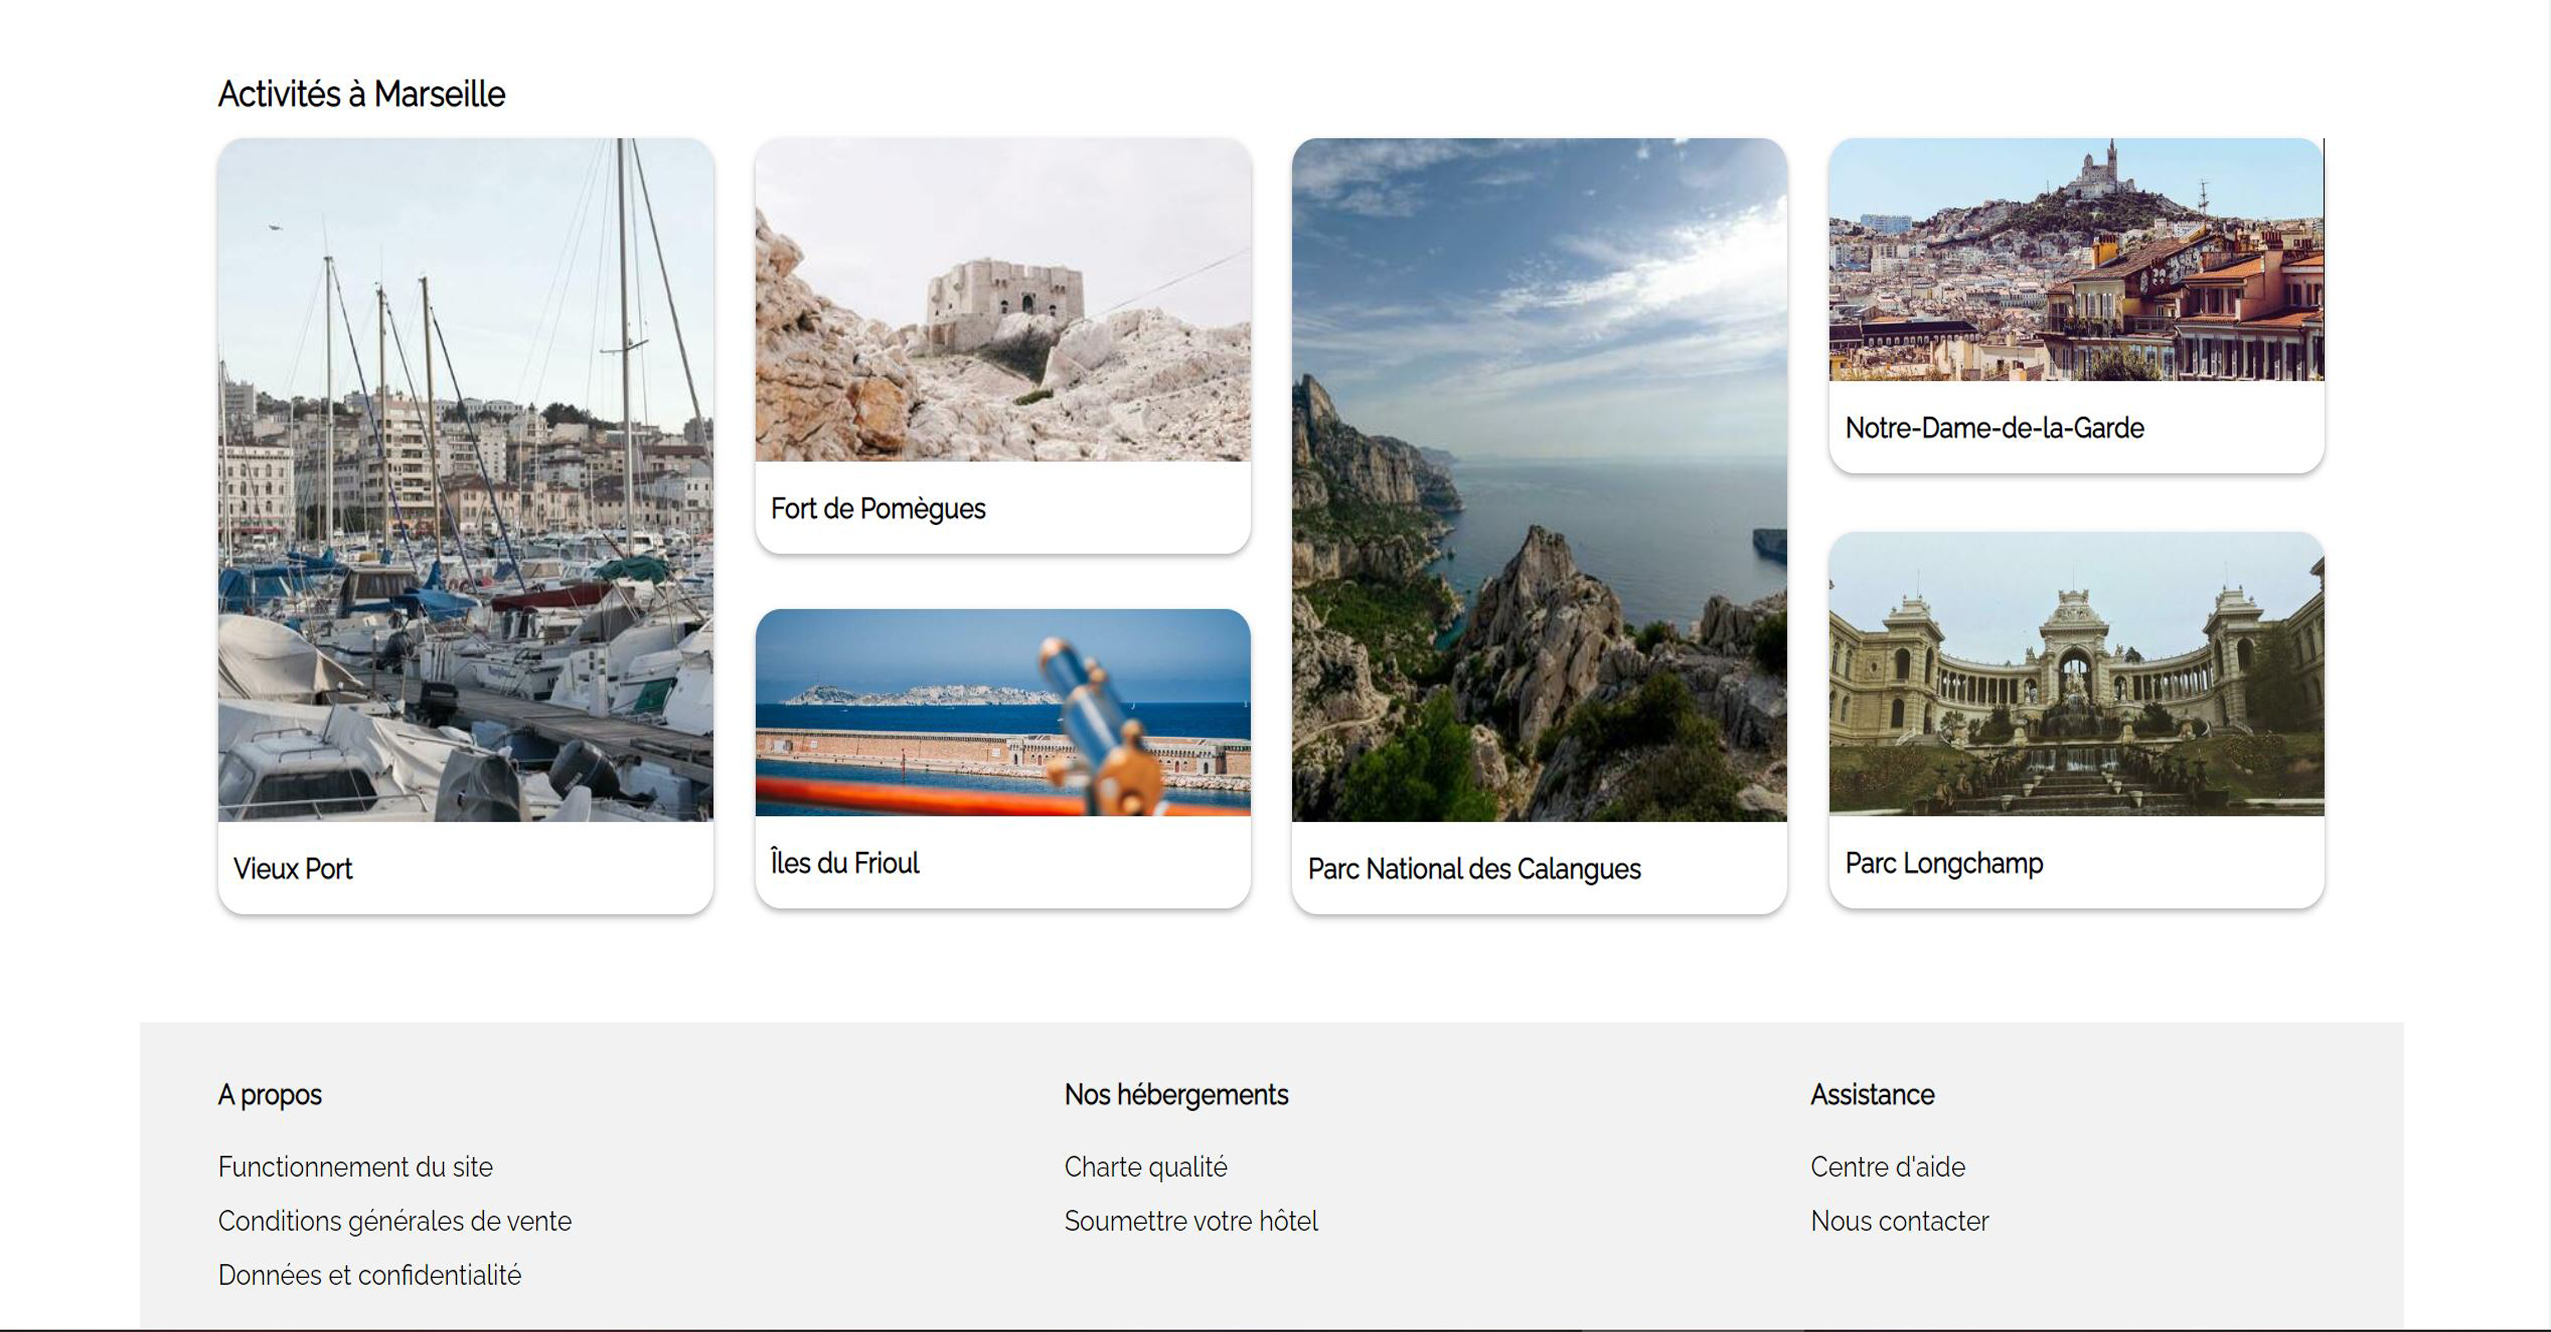 Activités à Marseille
Vieux Port
Fort de Pomègues
Îles du Frioul
Parc National des Calangues
Notre-Dame-de-la-Garde
Parc Longchamp
A propos
Functionnement du site
Conditions générales de vente
Données et confidentialité
Nos hébergements
Charte qualité
Soumettre votre hôtel
Assistance
Centre d'aide
Nous contacter